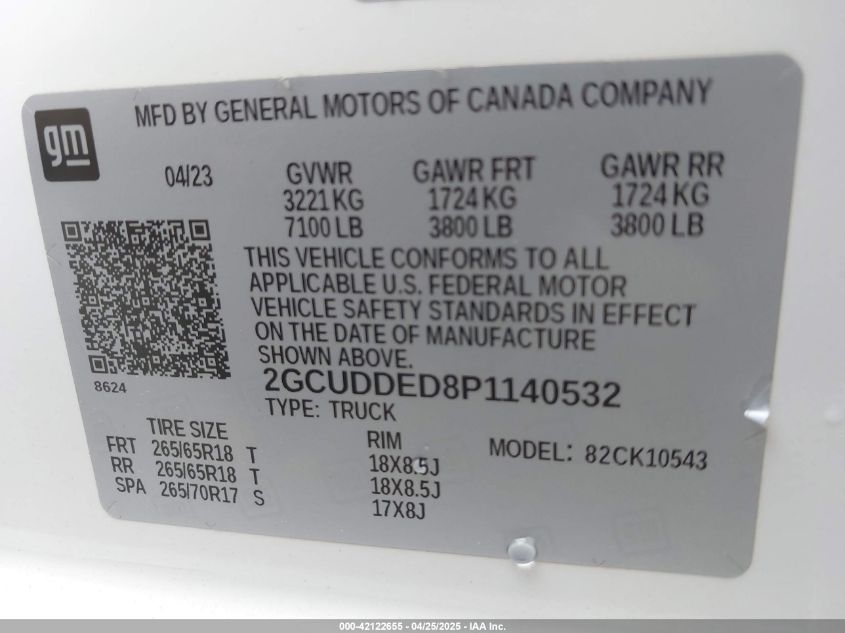 gm
MFD BY GENERAL MOTORS OF CANADA COMPANY
04/23
GVWR GAWR FRT GAWR RR
3221 KG 1724 KG 1724 KG
7100 LB 3800 LB 3800 LB
THIS VEHICLE CONFORMS TO ALL
APPLICABLE U.S. FEDERAL MOTOR
VEHICLE SAFETY STANDARDS IN EFFECT
ON THE DATE OF MANUFACTURE
SHOWN ABOVE.
8624
2GCUDDED8P1140532
TYPE: TRUCK
TIRE SIZE RIM MODEL: 82CK10543
FRT 265/65R18 T 18X8.5J
RR 265/65R18 T 18X8.5J
SPA 265/70R17 S 17X8J
000-42122655 - 04/25/2025 - IAA Inc.